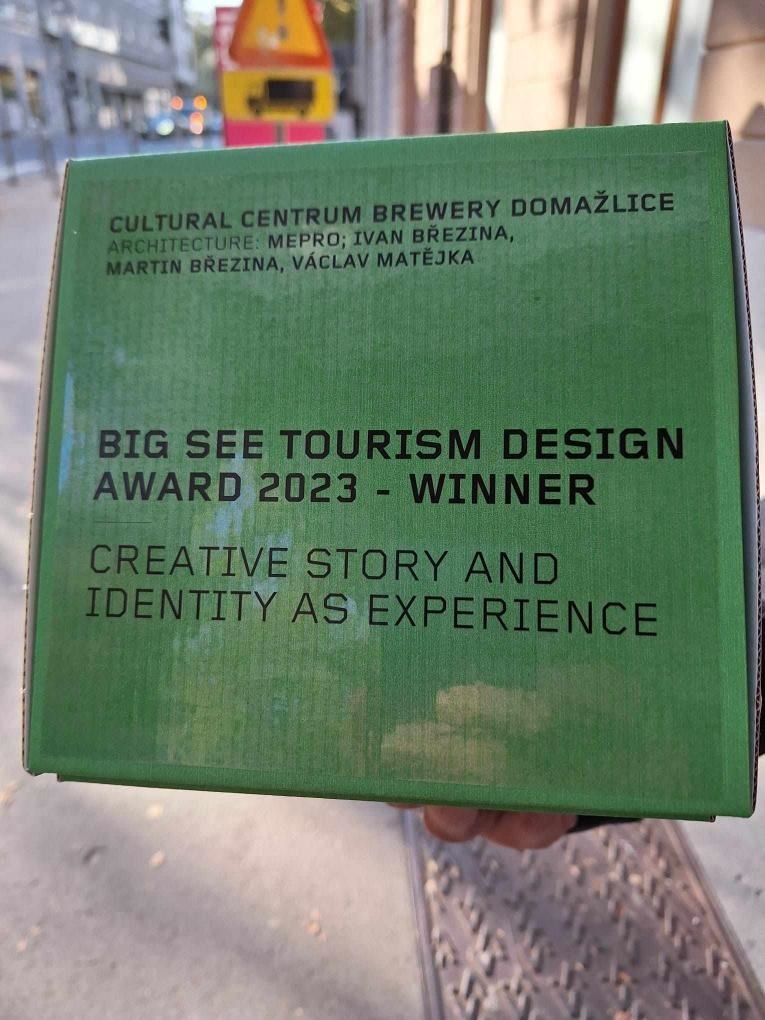 CULTURAL CENTRUM BREWERY DOMAŽLICE
ARCHITECTURE: MEPRO; IVAN BŘEZINA,
MARTIN BŘEZINA, VÁCLAV MATĚJKA
BIG SEE TOURISM DESIGN
AWARD 2023 - WINNER
CREATIVE STORY AND
IDENTITY AS EXPERIENCE